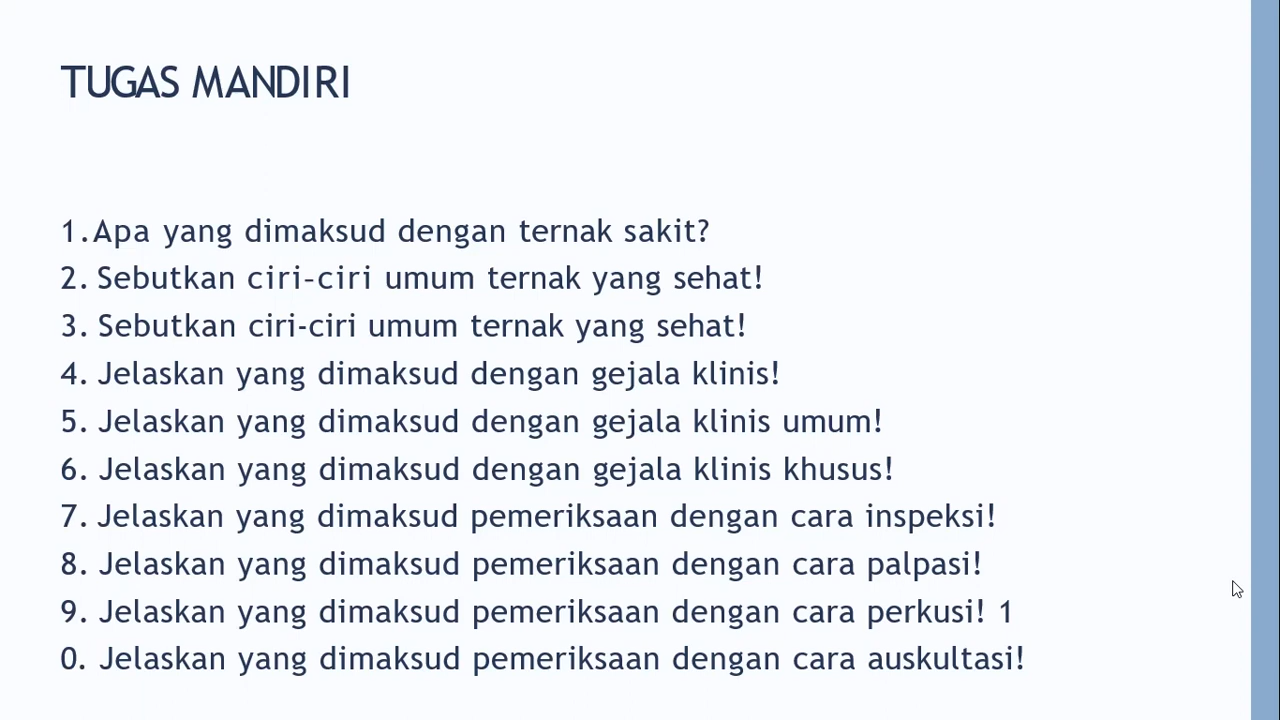 TUGAS MANDIRI
1.Apa yang dimaksud dengan ternak sakit?
2. Sebutkan ciri-ciri umum ternak yang sehat!
3. Sebutkan ciri-ciri umum ternak yang sehat!
4. Jelaskan yang dimaksud dengan gejala klinis!
5. Jelaskan yang dimaksud dengan gejala klinis umum!
6. Jelaskan yang dimaksud dengan gejala klinis khusus!
7. Jelaskan yang dimaksud pemeriksaan dengan cara inspeksi!
8. Jelaskan yang dimaksud pemeriksaan dengan cara palpasi!
9. Jelaskan yang dimaksud pemeriksaan dengan cara perkusi! 1
0. Jelaskan yang dimaksud pemeriksaan dengan cara auskultasi!